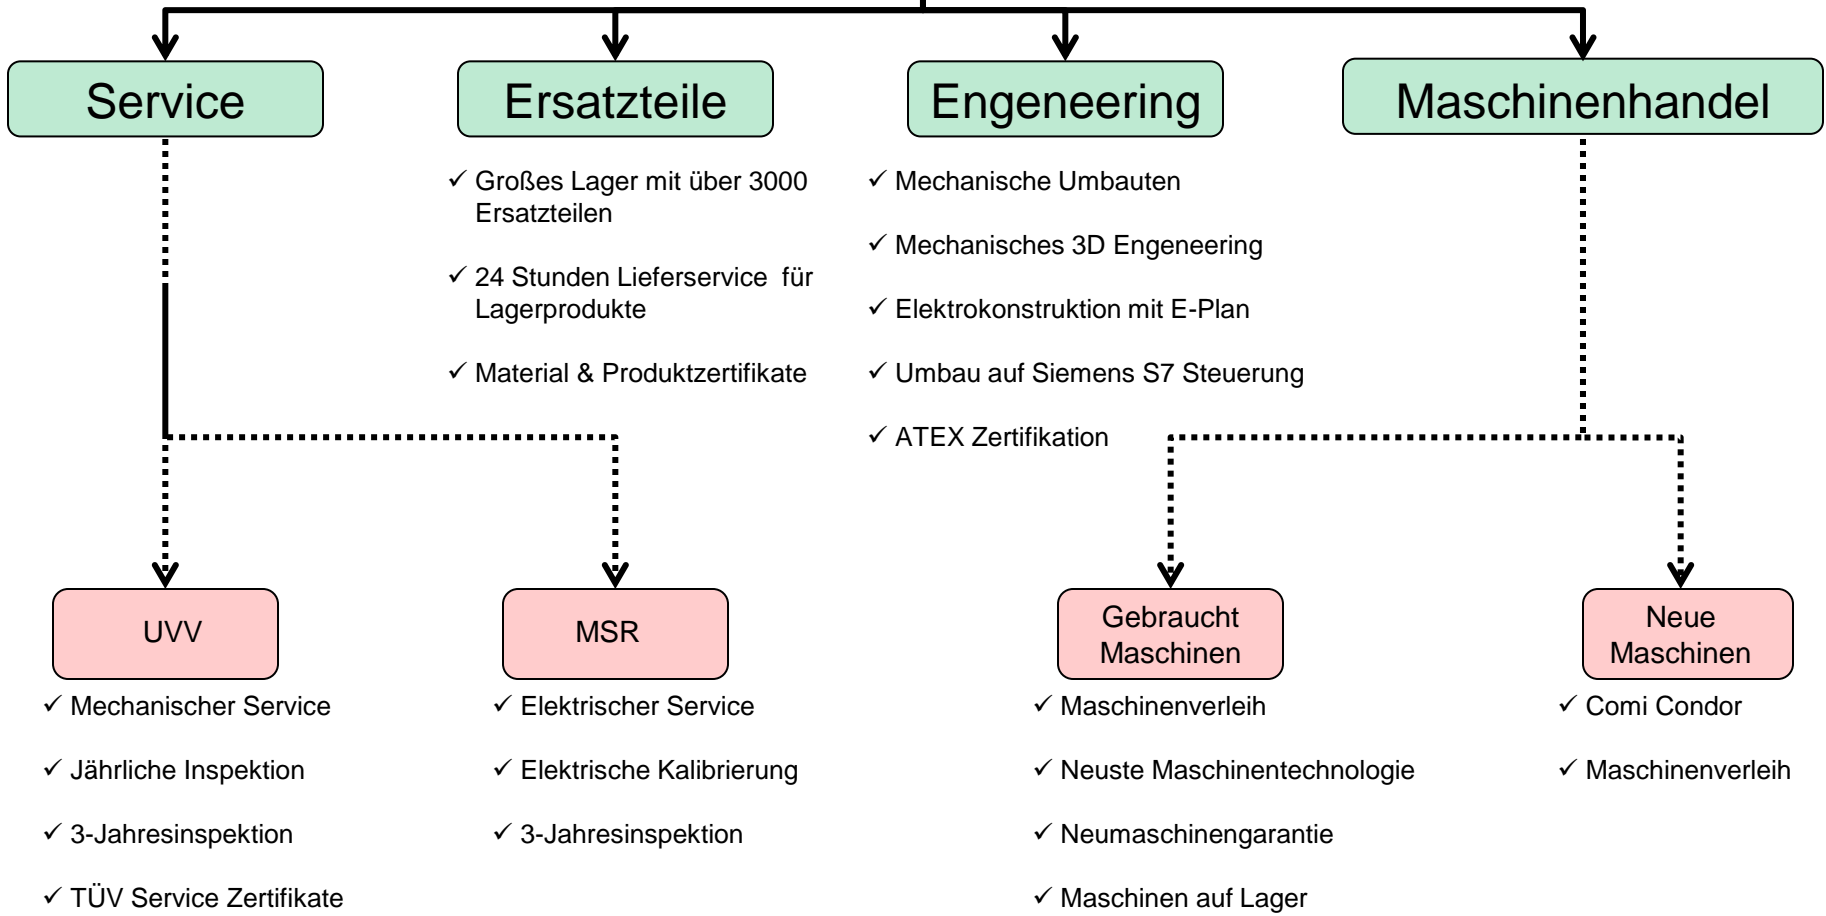 Service
Ersatzteile
Engeneering
Maschinenhandel
✓ Großes Lager mit über 3000
Ersatzteilen
✓ 24 Stunden Lieferservice für
Lagerprodukte
✓ Material & Produktzertifikate
✓ Mechanische Umbauten
✓ Mechanisches 3D Engeneering
✓ Elektrokonstruktion mit E-Plan
✓ Umbau auf Siemens S7 Steuerung
✓ ATEX Zertifikation
UVV
✓ Mechanischer Service
✓ Jährliche Inspektion
✓ 3-Jahresinspektion
✓ TÜV Service Zertifikate
MSR
✓ Elektrischer Service
✓ Elektrische Kalibrierung
✓ 3-Jahresinspektion
Gebraucht
Maschinen
✓ Maschinenverleih
✓ Neuste Maschinentechnologie
✓ Neumaschinengarantie
✓ Maschinen auf Lager
Neue
Maschinen
✓ Comi Condor
✓ Maschinenverleih